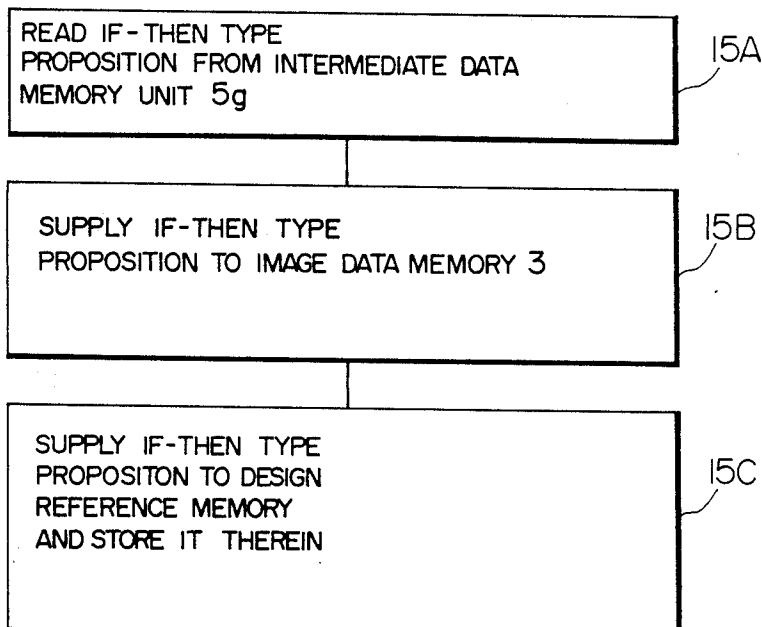 READ IF-THEN TYPE
PROPOSITION FROM INTERMEDIATE DATA
MEMORY UNIT 5g
15A
SUPPLY IF-THEN TYPE
PROPOSITION TO IMAGE DATA MEMORY 3
15B
SUPPLY IF-THEN TYPE
PROPOSITON TO DESIGN
REFERENCE MEMORY
AND STORE IT THEREIN
15C